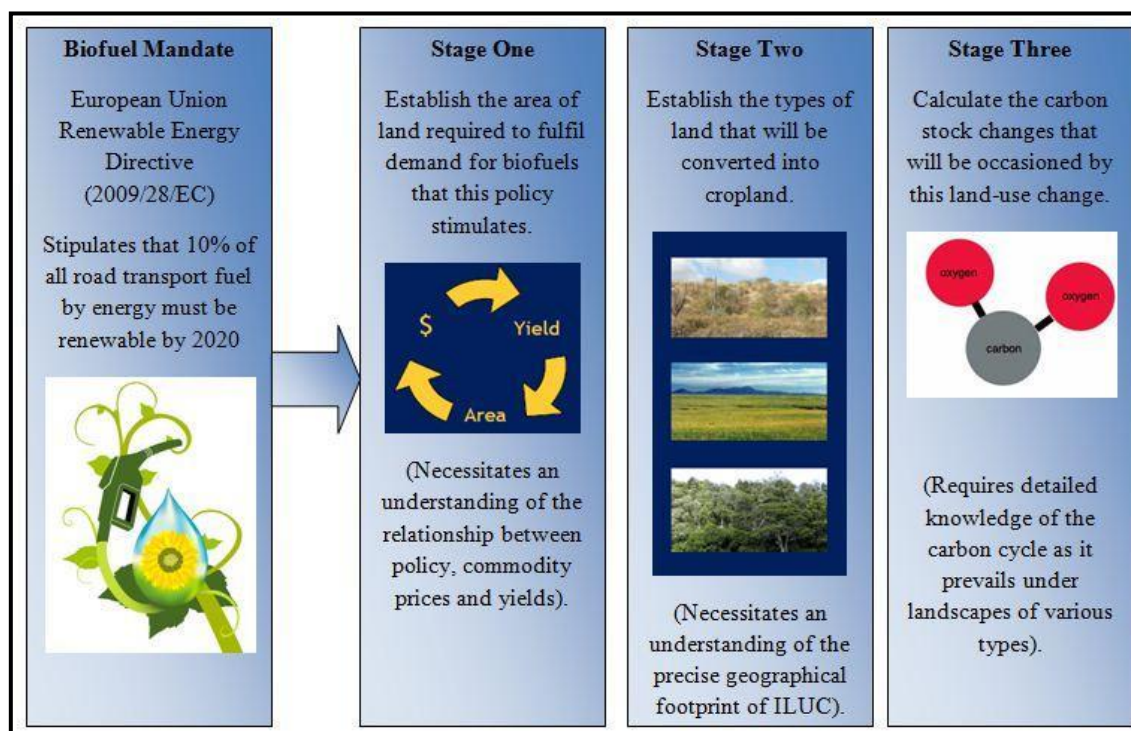 Biofuel Mandate
European Union
Renewable Energy
Directive
(2009/28/EC)
Stipulates that 10% of
all road transport fuel
by energy must be
renewable by 2020
Stage One
Establish the area of
land required to fulfil
demand for biofuels
that this policy
stimulates.
$
Yield
Area
(Necessitates an
understanding of the
relationship between
policy, commodity
prices and yields).
Stage Two
Establish the types of
land that will be
converted into
cropland.
(Necessitates an
understanding of the
precise geographical
footprint of ILUC).
Stage Three
Calculate the carbon
stock changes that
will be occasioned by
this land-use change.
oxygen
oxygen
carbon
(Requires detailed
knowledge of the
carbon cycle as it
prevails under
landscapes of various
types).